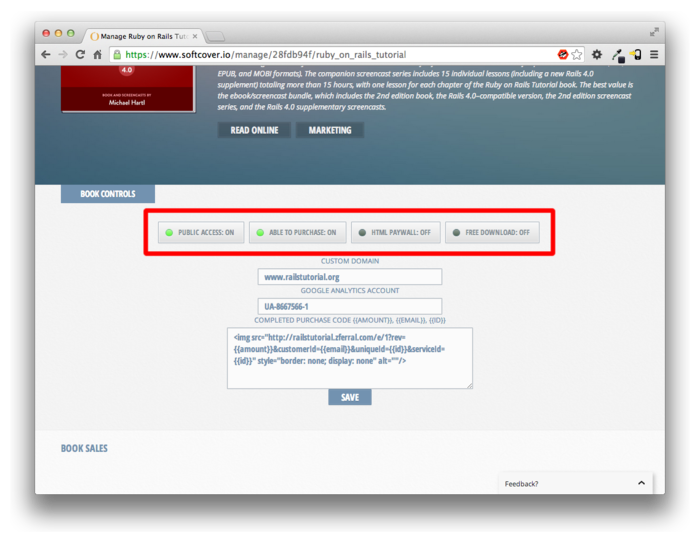 Manage Ruby on Rails Tuto
https://www.softcover.io/manage/28fdb94f/ruby_on_rails_tutorial
4.0
BOOK AND SCREENCASTS BY
Michael Hartl
EPUB, and MOBI formats). The companion screencast series includes 15 individual lessons (including a new Rails 4.0
supplement) totaling more than 15 hours, with one lesson for each chapter of the Ruby on Rails Tutorial book. The best value is
the ebook/screencast bundle, which includes the 2nd edition book, the Rails 4.0–compatible version, the 2nd edition screencast
series, and the Rails 4.0 supplementary screencasts.
READ ONLINE
MARKETING
BOOK CONTROLS
PUBLIC ACCESS: ON
ABLE TO PURCHASE: ON
HTML PAYWALL: OFF
FREE DOWNLOAD: OFF
CUSTOM DOMAIN
www.railstutorial.org
GOOGLE ANALYTICS ACCOUNT
UA-8667566-1
COMPLETED PURCHASE CODE {{AMOUNT}}, {{EMAIL}}, {{ID}}
<img src="http://railstutorial.zferral.com/e/1?rev=
{{amount}}&customerId={{email}}&uniqueId={{id}}&serviceId=
{{id}}" style="border: none; display: none" alt=""/>
SAVE
BOOK SALES
Feedback?